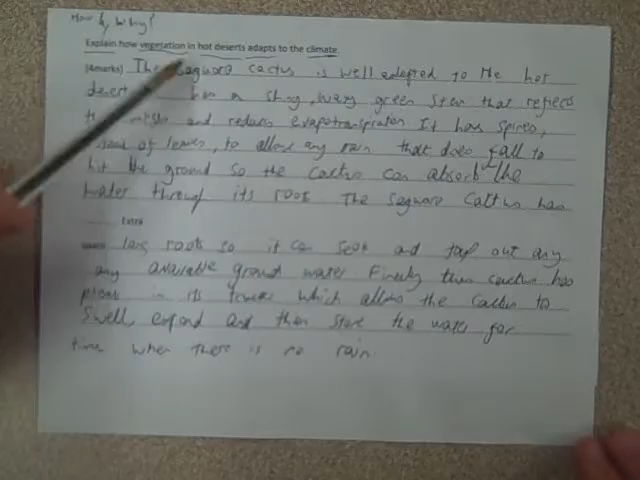 How & Why?
Explain how vegetation in hot deserts adapts to the climate.
[4marks] The saguaro cactus is well adapted to the hot
desert has a shiny, waxy green stem that reflects
the and reduces evapotranspiration It has spines,
of leaves, to allow any rain that does fall to
hit the ground so the cactus can absorb the
water through its roots The saguaro cactus has
Extra
long roots so it can seek and tap out any
any available ground water Finally this cactus has
in its trunk which allows the cactus to
swell, expand and then store the water for
time when there is no rain.